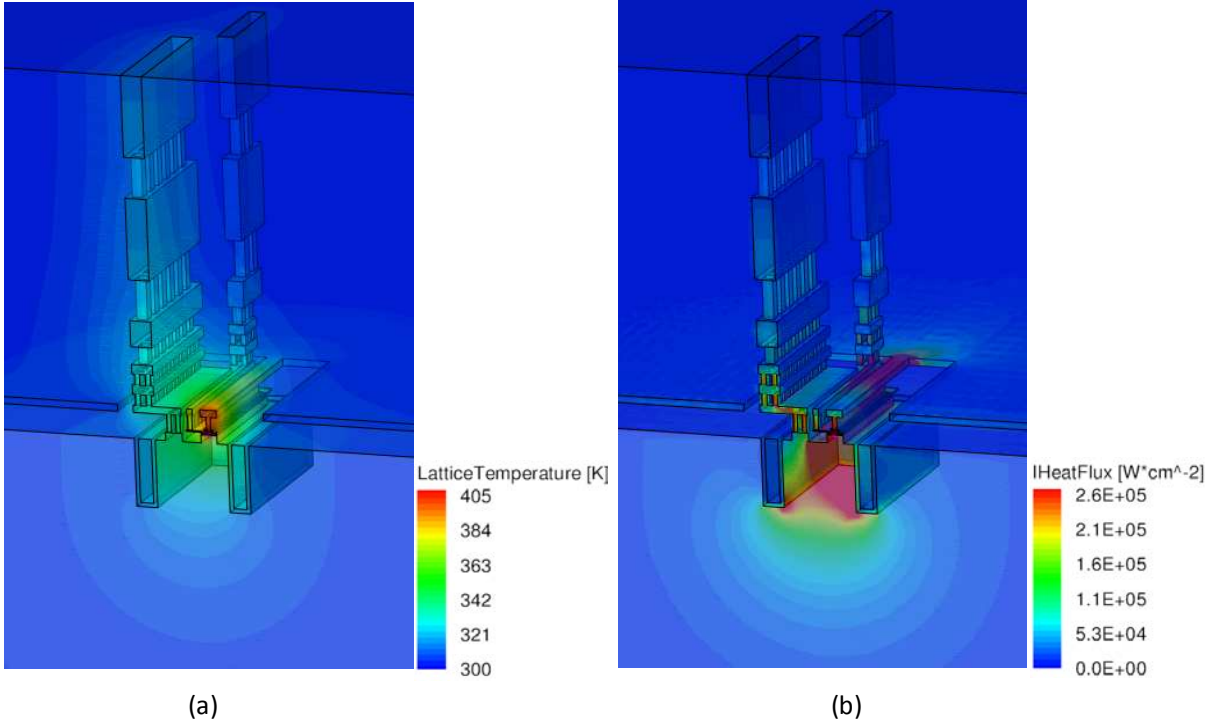 LatticeTemperature [K]
405
384
363
342
321
300
IHeatFlux [W*cm^-2]
2.6E+05
2.1E+05
1.6E+05
1.1E+05
5.3E+04
0.0E+00
(a)
(b)